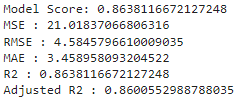 Model Score: 0.8638116672127248
MSE : 21.01837066806316
RMSE : 4.5845796610009035
MAE : 3.458958093204522
R2 : 0.8638116672127248
Adjusted R2 : 0.8600552988788035